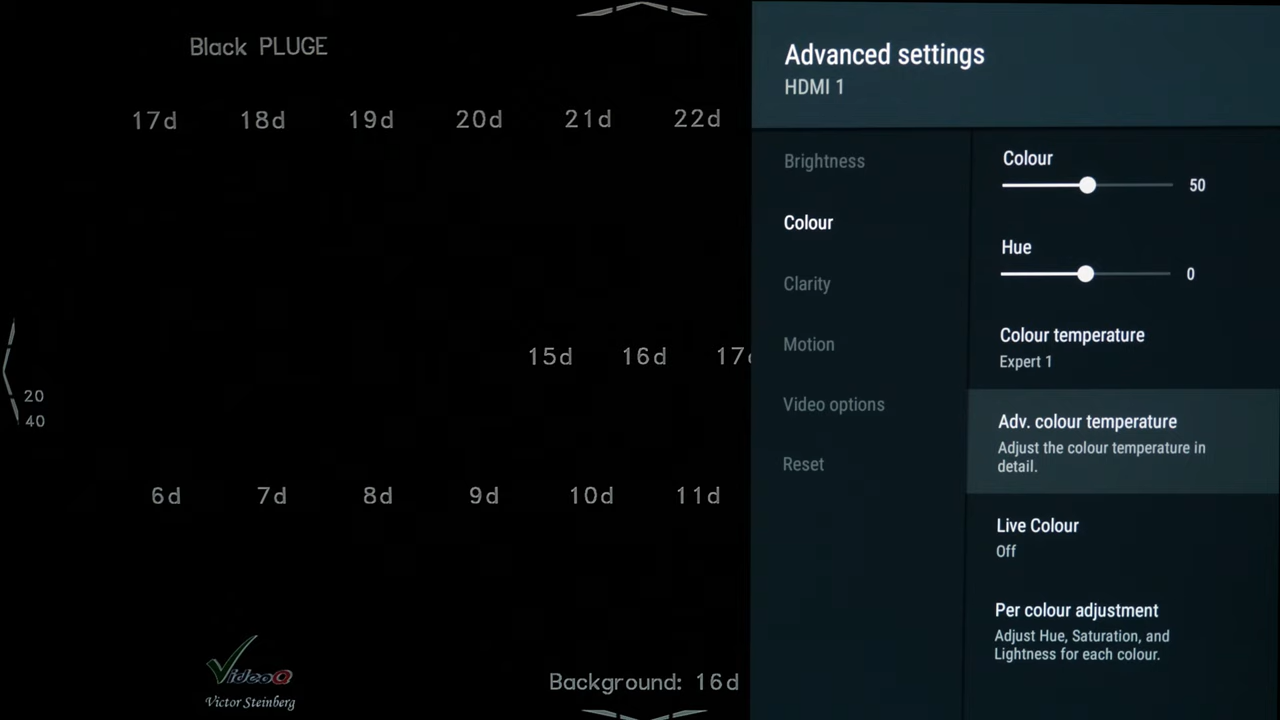 Black PLUGE
17d 18d 19d 20d 21d 22d
15d 16d 17d
20
40
6d 7d 8d 9d 10d 11d
VideoQ
Victor Steinberg
Background: 16d
Advanced settings
HDMI 1
Brightness
Colour
Clarity
Motion
Video options
Reset
Colour
50
Hue
0
Colour temperature
Expert 1
Adv. colour temperature
Adjust the colour temperature in
detail.
Live Colour
Off
Per colour adjustment
Adjust Hue, Saturation, and
Lightness for each colour.